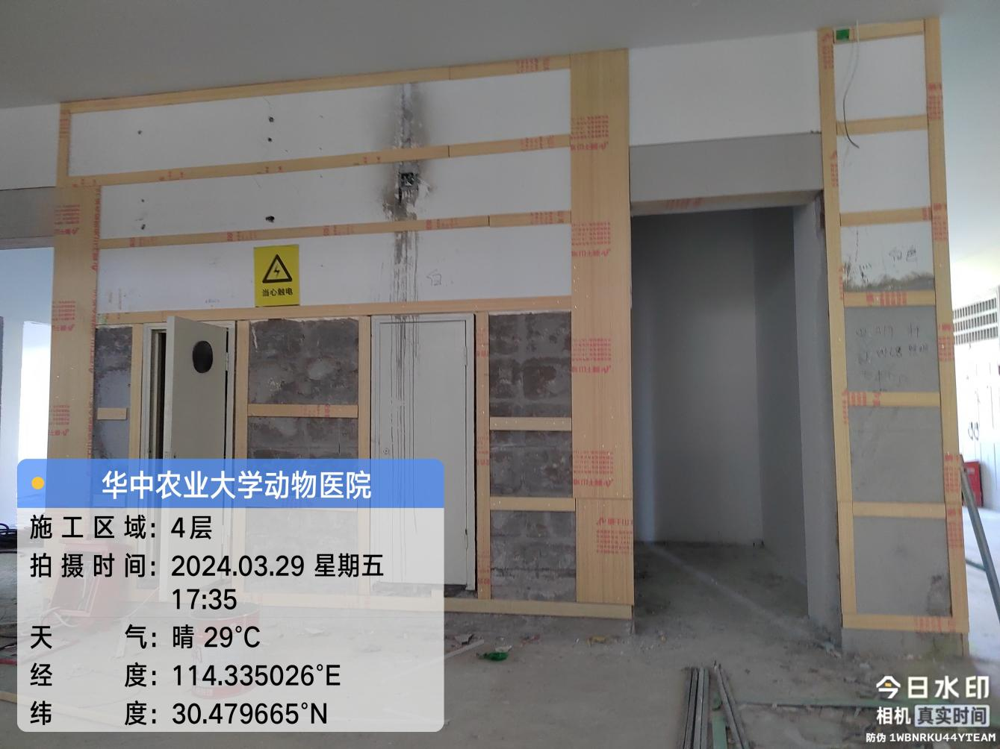 当心触电
白
白色
华中农业大学动物医院
施工区域：4层
拍摄时间：2024.03.29 星期五
17:35
天气：晴 29℃
经度：114.335026°E
纬度：30.479665°N
今日水印
相机 真实时间
防伪 1WBNRKU44YTEAM